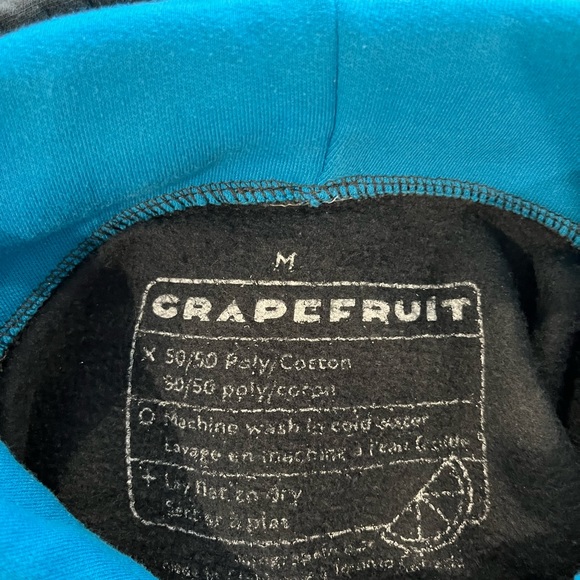 M
GRAPEFRUIT
X 50/50 Poly/Cotton
50/50 poly/coton
O Machine wash in cold water
Lavage en machine à l'eau froide
+ Lay flat to dry
Sécher à plat